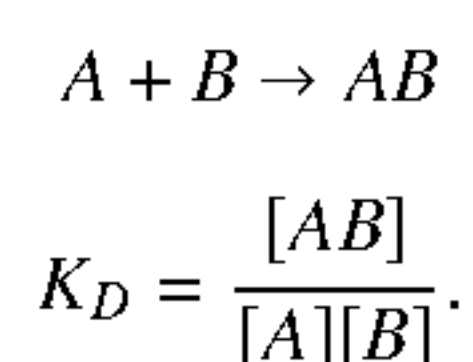 A + B → AB
K_D = [AB] / [A][B].